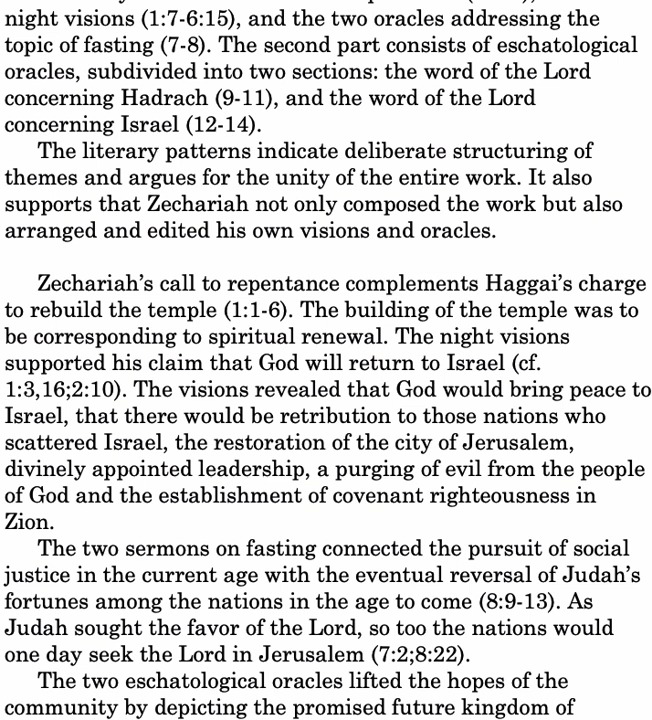 night visions (1:7-6:15), and the two oracles addressing the
topic of fasting (7-8). The second part consists of eschatological
oracles, subdivided into two sections: the word of the Lord
concerning Hadrach (9-11), and the word of the Lord
concerning Israel (12-14).
The literary patterns indicate deliberate structuring of
themes and argues for the unity of the entire work. It also
supports that Zechariah not only composed the work but also
arranged and edited his own visions and oracles.
Zechariah's call to repentance complements Haggai's charge
to rebuild the temple (1:1-6). The building of the temple was to
be corresponding to spiritual renewal. The night visions
supported his claim that God will return to Israel (cf.
1:3,16;2:10). The visions revealed that God would bring peace to
Israel, that there would be retribution to those nations who
scattered Israel, the restoration of the city of Jerusalem,
divinely appointed leadership, a purging of evil from the people
of God and the establishment of covenant righteousness in
Zion.
The two sermons on fasting connected the pursuit of social
justice in the current age with the eventual reversal of Judah's
fortunes among the nations in the age to come (8:9-13). As
Judah sought the favor of the Lord, so too the nations would
one day seek the Lord in Jerusalem (7:2;8:22).
The two eschatological oracles lifted the hopes of the
community by depicting the promised future kingdom of